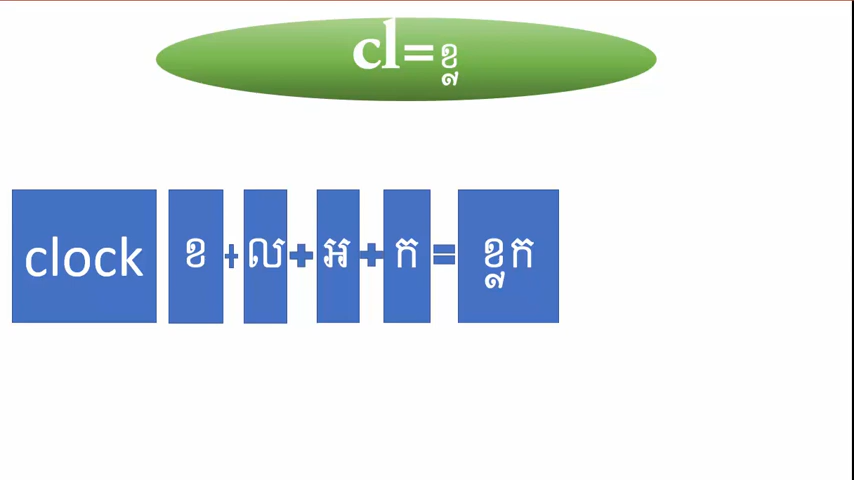 cl=ខ្ល
clock ខ + ល + អ + ក = ខ្លក